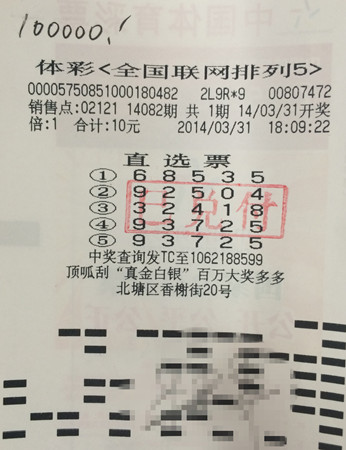 100000.
体彩<全国联网排列5>
000057508510001 80482 2L9R*9 00807472
销售点:02121 14082期 共 1期 14/03/31开奖
倍:1 合计:10元 2014/03/31 18:09:22
直选票
① 6 8 5 3 5
② 9 2 5 0 4
③ 3 2 4 1 8
④ 9 3 7 2 5
⑤ 9 3 7 2 5
已兑付
中奖查询发TC至1062188599
顶呱刮“真金白银”百万大奖多多
北塘区香榭街20号